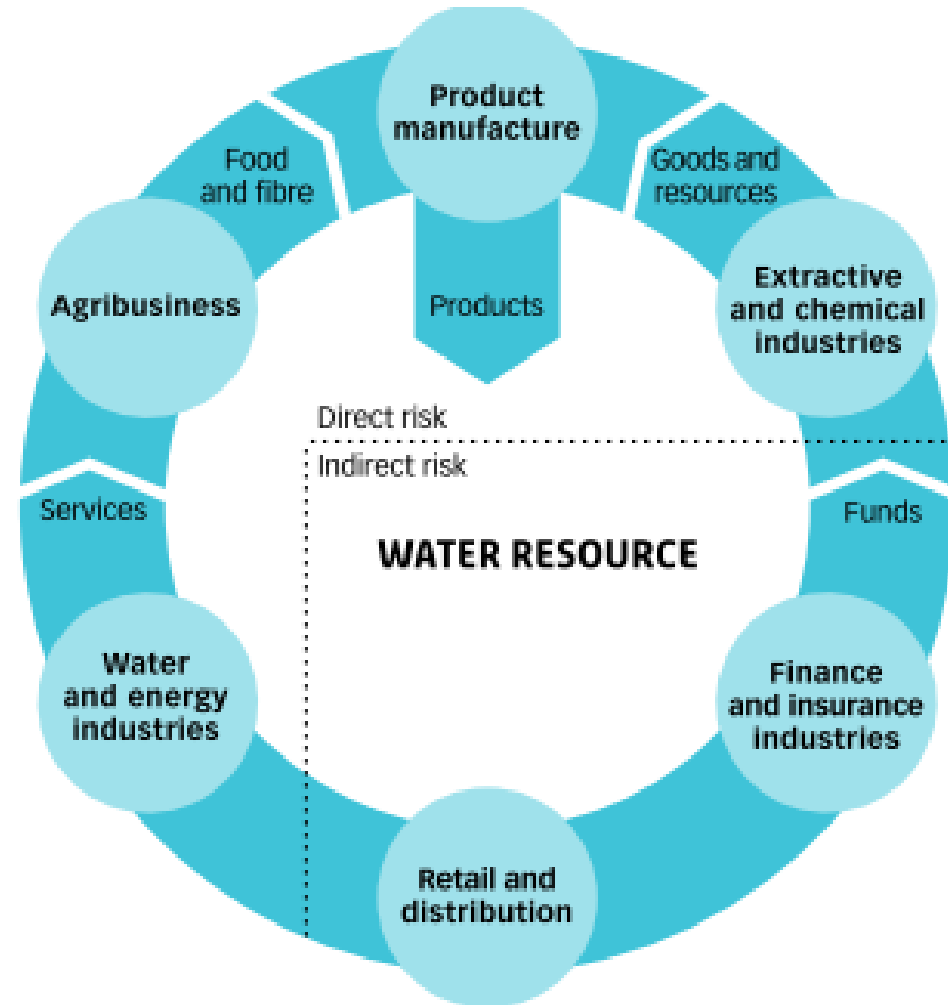 Product
manufacture
Food
and fibre
Goods and
resources
Agribusiness
Products
Extractive
and chemical
industries
Direct risk
Indirect risk
Services
Funds
WATER RESOURCE
Water
and energy
industries
Finance
and insurance
industries
Retail and
distribution